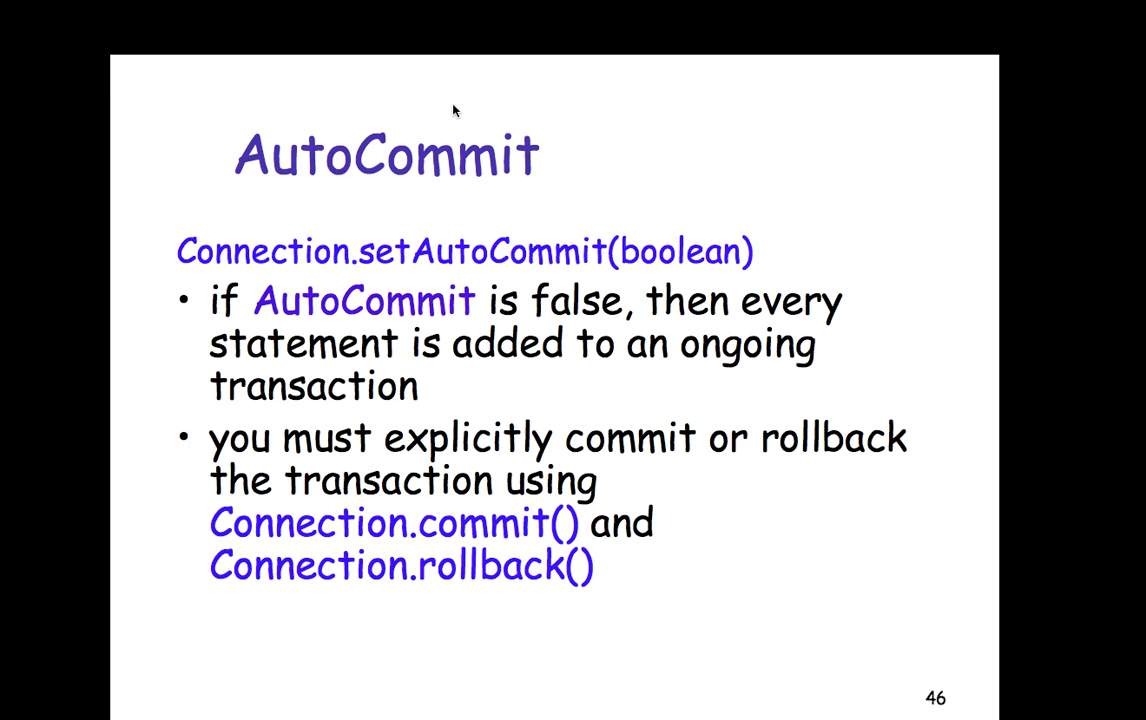 AutoCommit
Connection.setAutoCommit(boolean)
• if AutoCommit is false, then every
statement is added to an ongoing
transaction
• you must explicitly commit or rollback
the transaction using
Connection.commit() and
Connection.rollback()
46